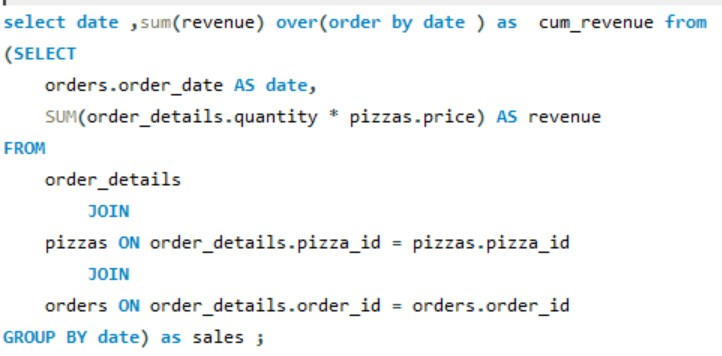 select date ,sum(revenue) over(order by date ) as  cum_revenue from
(SELECT
    orders.order_date AS date,
    SUM(order_details.quantity * pizzas.price) AS revenue
FROM
    order_details
        JOIN
    pizzas ON order_details.pizza_id = pizzas.pizza_id
        JOIN
    orders ON order_details.order_id = orders.order_id
GROUP BY date) as sales ;